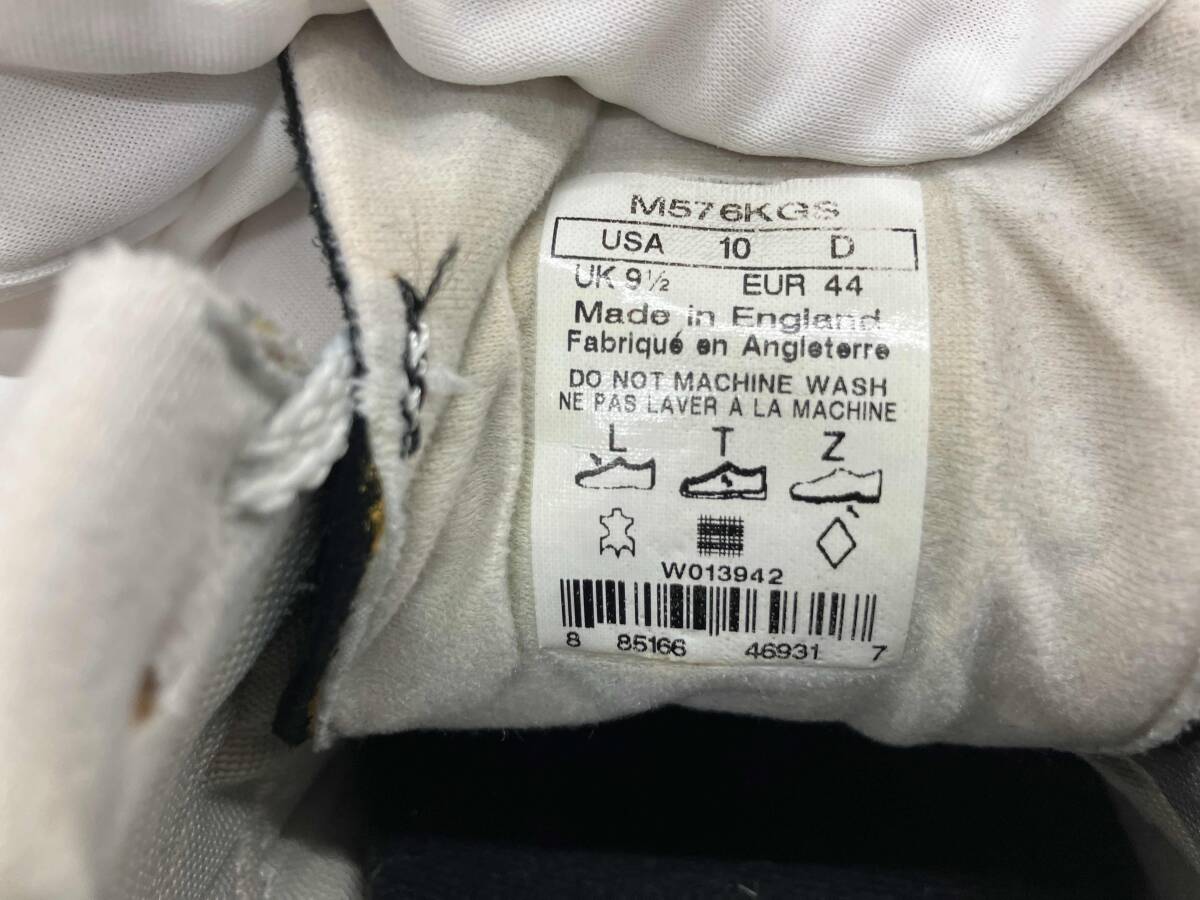 M576KGS
USA 10 D
UK 9½ EUR 44
Made in England
Fabriqué en Angleterre
DO NOT MACHINE WASH
NE PAS LAVER A LA MACHINE
L T Z
W013942
8 85166 46931 7